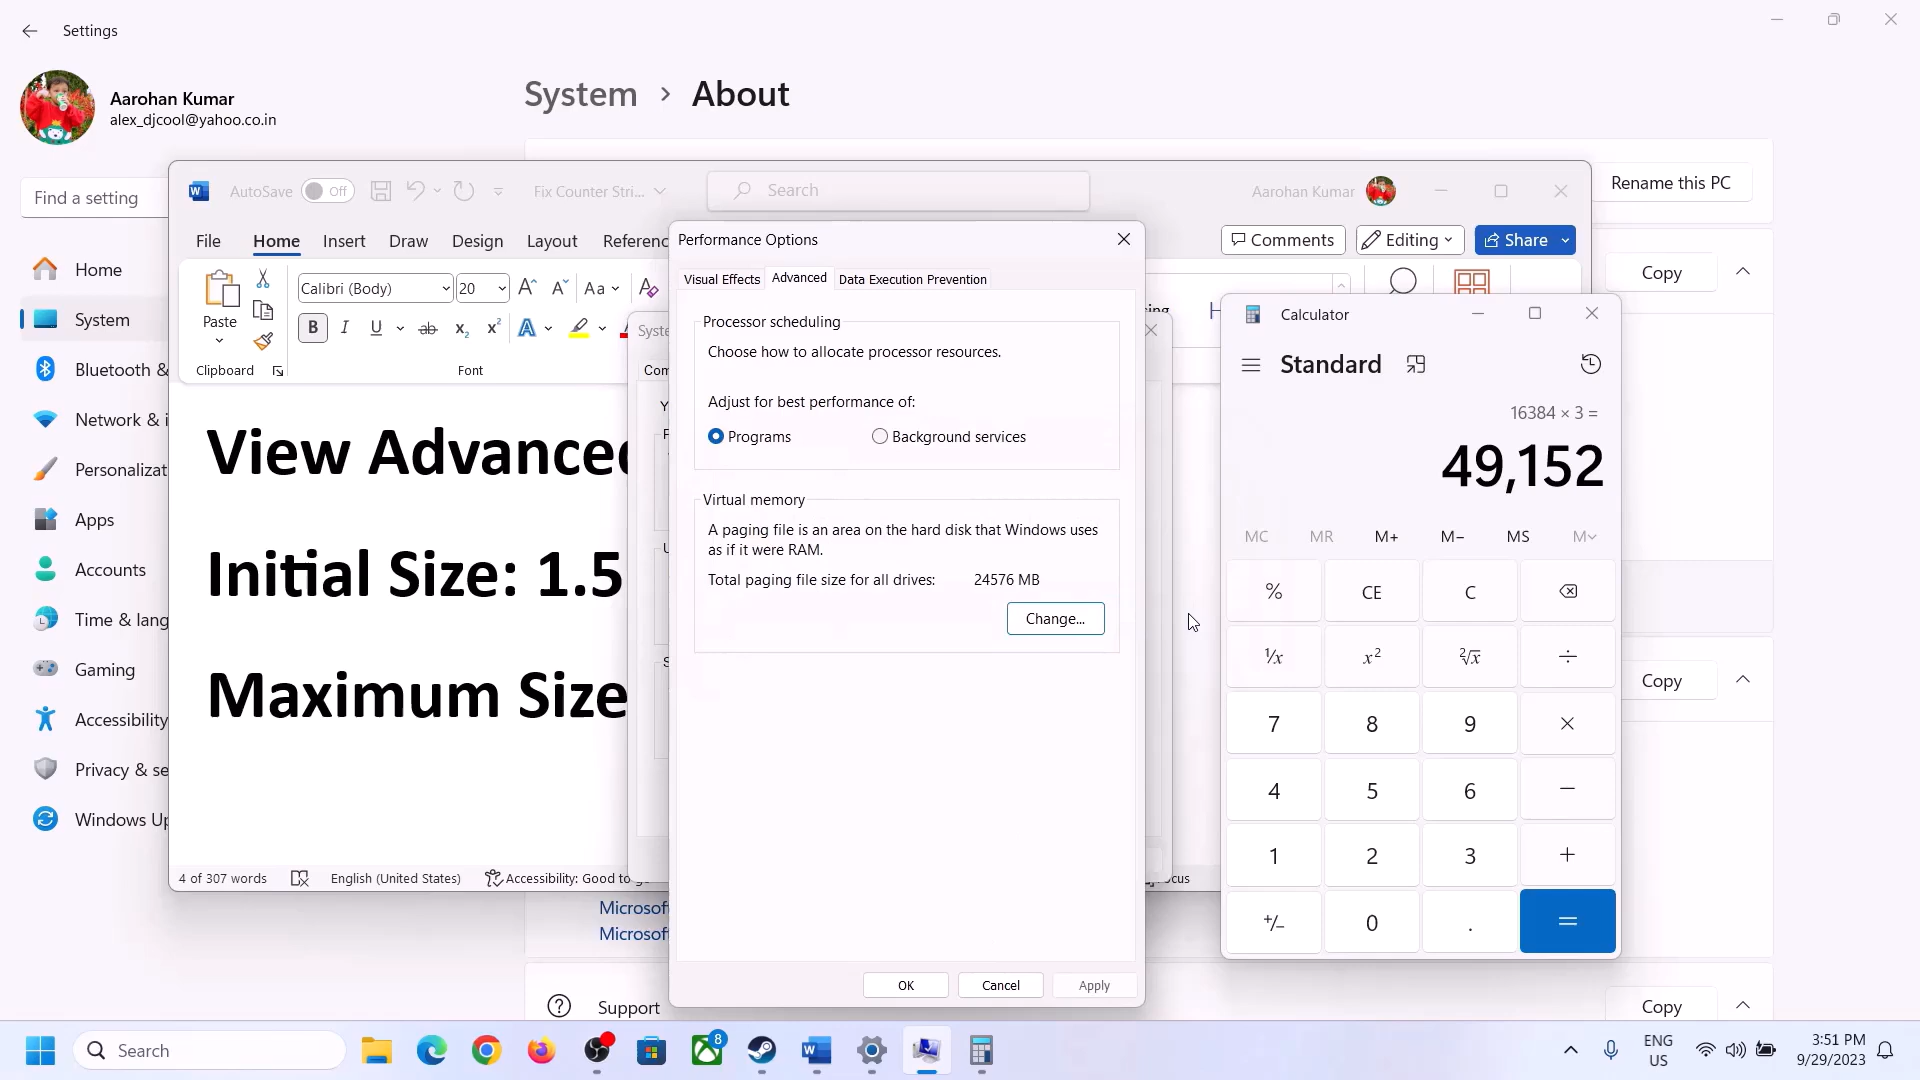 Settings
Aarohan Kumar
alex_djcool@yahoo.co.in
Find a setting
Home
System
Bluetooth &
Network & i
Personalizat
Apps
Accounts
Time & lang
Gaming
Accessibility
Privacy & se
Windows Up
System > About
Rename this PC
Copy
Copy
Support
Copy
AutoSave Off
Fix Counter Stri...
Search
Aarohan Kumar
File Home Insert Draw Design Layout Referenc
Comments Editing Share
Paste
Calibri (Body) 20
Clipboard
Font
View Advanced
Initial Size: 1.5
Maximum Size
4 of 307 words
English (United States)
Accessibility: Good to
Microsof
Microsof
Syste
Com
Performance Options
Visual Effects Advanced Data Execution Prevention
Processor scheduling
Choose how to allocate processor resources.
Adjust for best performance of:
Programs Background services
Virtual memory
A paging file is an area on the hard disk that Windows uses
as if it were RAM.
Total paging file size for all drives: 24576 MB
Change...
OK Cancel Apply
Calculator
Standard
16384 × 3 =
49,152
MC MR M+ M− MS M
% CE C
¹/x x² ²√x ÷
7 8 9 ×
4 5 6 −
1 2 3 +
+/− 0 . =
Search
8
ENG
US
3:51 PM
9/29/2023